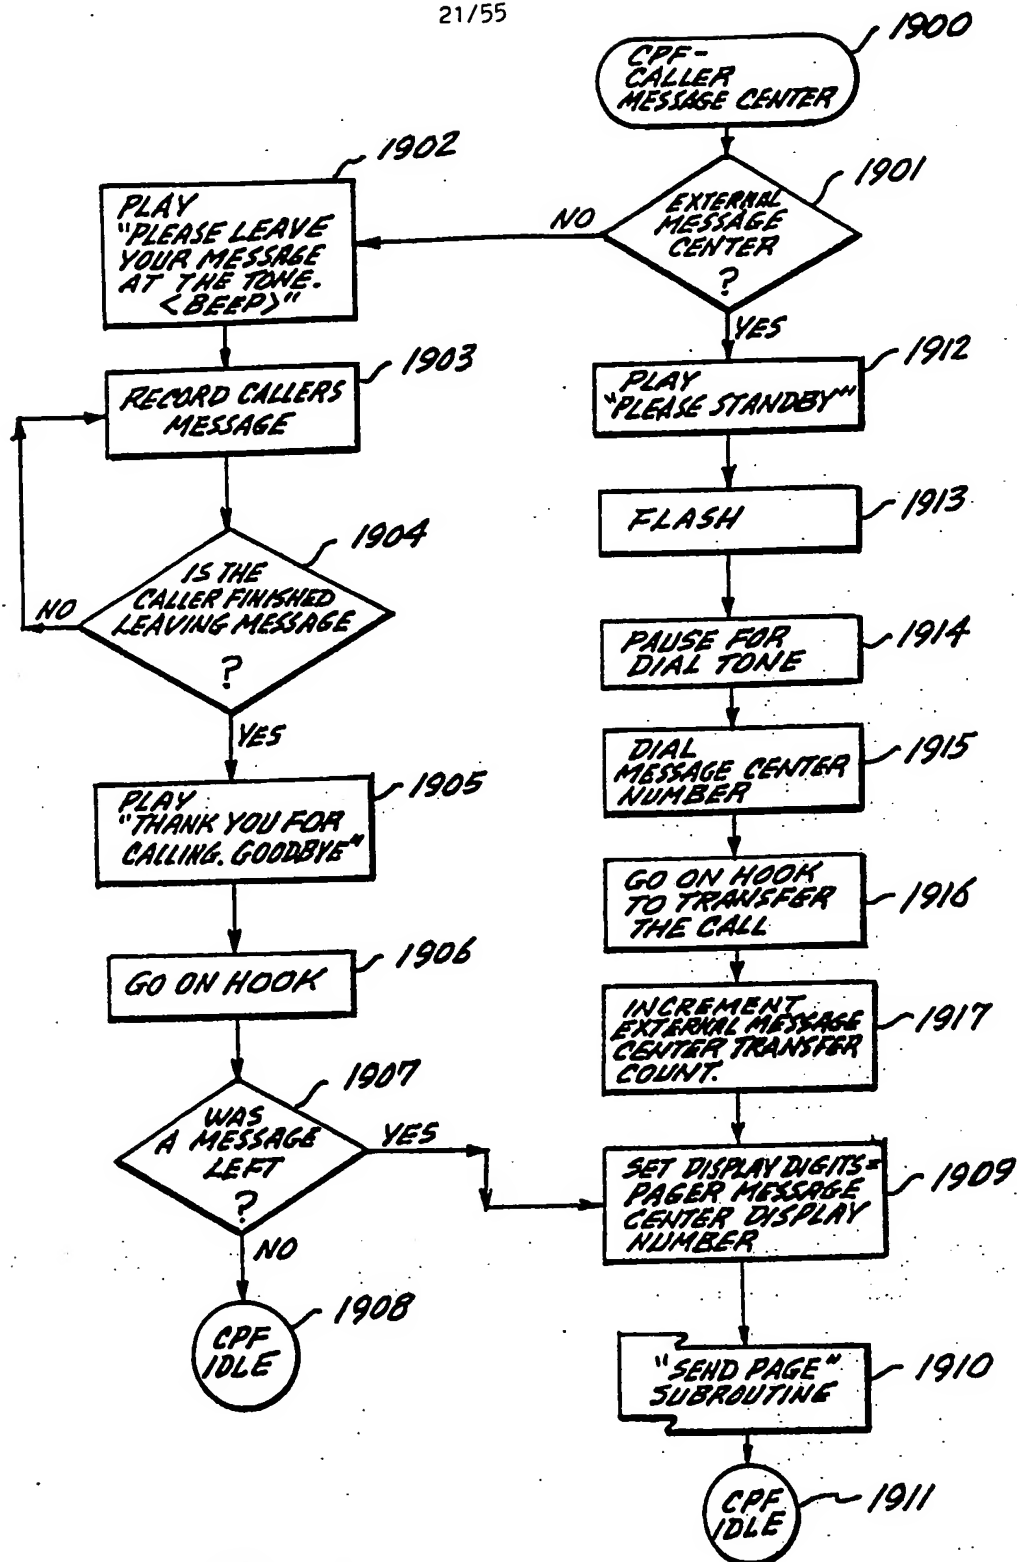 21/55
1900
CPF-
CALLER
MESSAGE CENTER
1901
EXTERNAL
MESSAGE
CENTER
?
NO
YES
1902
PLAY
"PLEASE LEAVE
YOUR MESSAGE
AT THE TONE.
<BEEP>"
1903
RECORD CALLERS
MESSAGE
1904
IS THE
CALLER FINISHED
LEAVING MESSAGE
?
NO
YES
1905
PLAY
"THANK YOU FOR
CALLING. GOODBYE"
1906
GO ON HOOK
1907
WAS
A MESSAGE
LEFT
?
YES
NO
1908
CPF
IDLE
1912
PLAY
"PLEASE STANDBY"
1913
FLASH
1914
PAUSE FOR
DIAL TONE
1915
DIAL
MESSAGE CENTER
NUMBER
1916
GO ON HOOK
TO TRANSFER
THE CALL
1917
INCREMENT
EXTERNAL MESSAGE
CENTER TRANSFER
COUNT.
1909
SET DISPLAY DIGITS=
PAGER MESSAGE
CENTER DISPLAY
NUMBER
1910
"SEND PAGE"
SUBROUTINE
1911
CPF
IDLE